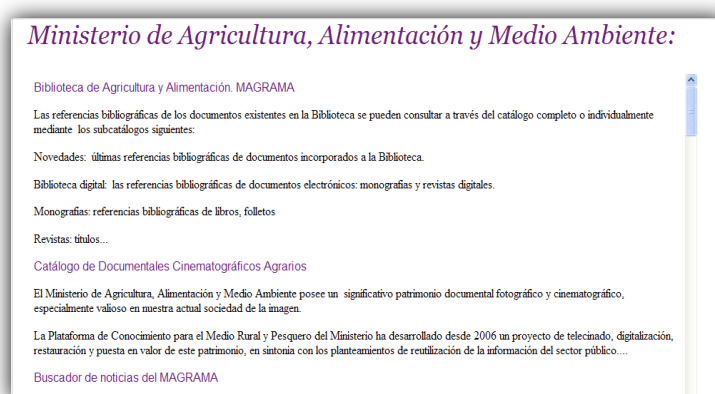 Ministerio de Agricultura, Alimentación y Medio Ambiente:
Biblioteca de Agricultura y Alimentación. MAGRAMA
Las referencias bibliográficas de los documentos existentes en la Biblioteca se pueden consultar a través del catálogo completo o individualmente
mediante los subcatálogos siguientes:
Novedades: últimas referencias bibliográficas de documentos incorporados a la Biblioteca.
Biblioteca digital: las referencias bibliográficas de documentos electrónicos: monografías y revistas digitales.
Monografías: referencias bibliográficas de libros, folletos
Revistas: títulos...
Catálogo de Documentales Cinematográficos Agrarios
El Ministerio de Agricultura, Alimentación y Medio Ambiente posee un significativo patrimonio documental fotográfico y cinematográfico,
especialmente valioso en nuestra actual sociedad de la imagen.
La Plataforma de Conocimiento para el Medio Rural y Pesquero del Ministerio ha desarrollado desde 2006 un proyecto de telecinado, digitalización,
restauración y puesta en valor de este patrimonio, en sintonía con los planteamientos de reutilización de la información del sector público....
Buscador de noticias del MAGRAMA